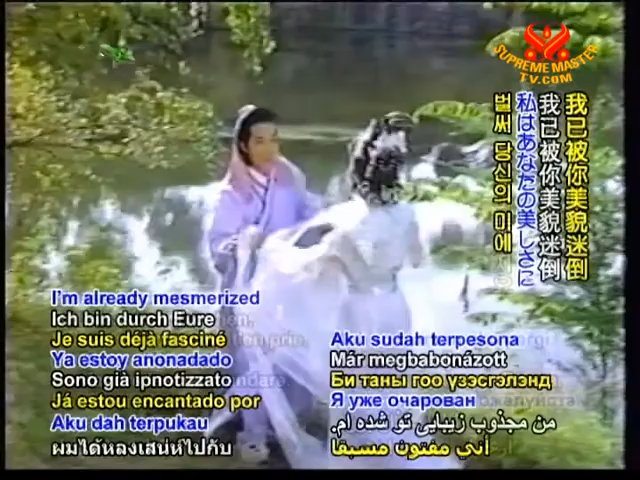 SUPREME MASTER
TV.COM
我已被你美貌迷倒
我已被你美貌迷倒
私はあなたの美しさに
벌써 당신의 미에
I'm already mesmerized
Ich bin durch Eure
Je suis déjà fasciné
Ya estoy anonadado
Sono già ipnotizzato
Já estou encantado por
Aku dah terpukau
ผมได้หลงเสน่ห์ไปกับ
Aku sudah terpesona
Már megbabonázott
Би таны гоо үзэсгэлэнд
Я уже очарован
من مجذوب زیبایی تو شده ام.
أني مفتون مسبقا